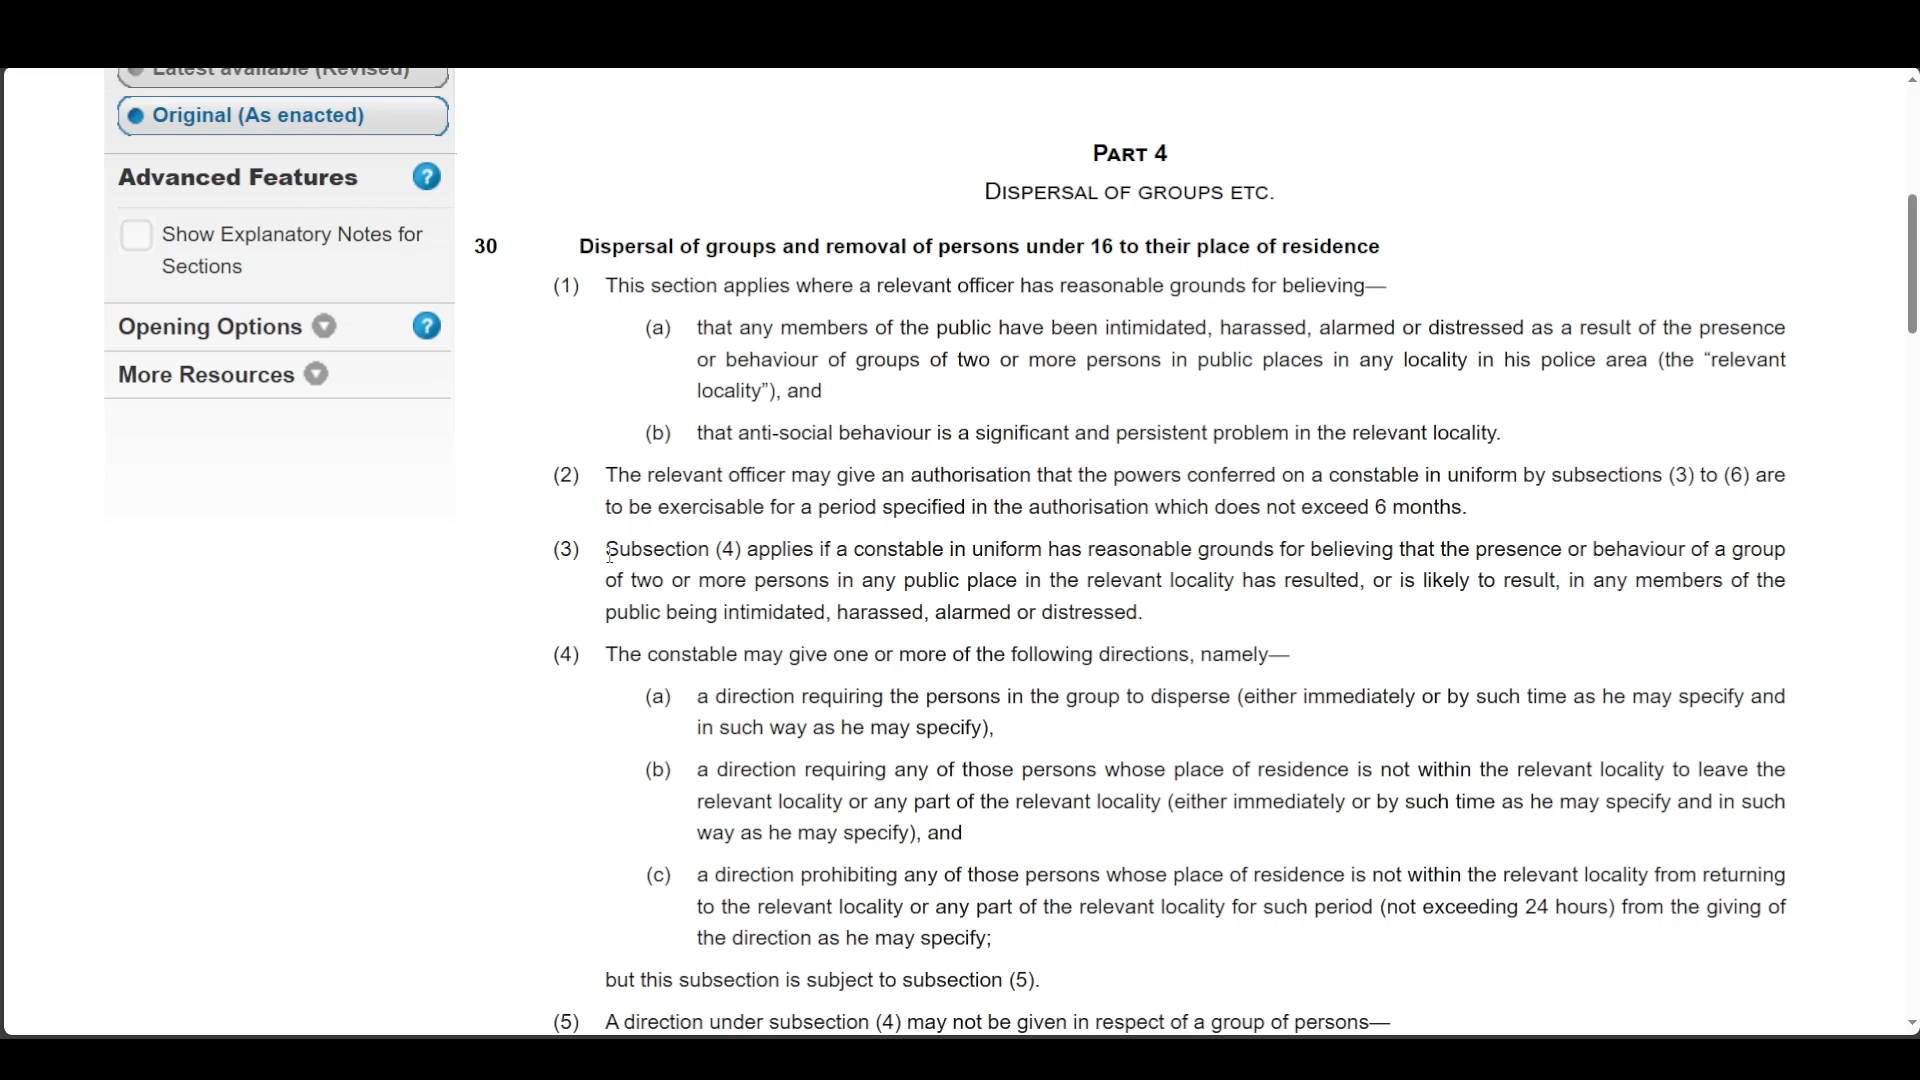 Latest available (Revised)
Original (As enacted)
Advanced Features ?
Show Explanatory Notes for
Sections
Opening Options ?
More Resources
PART 4
DISPERSAL OF GROUPS ETC.
30 Dispersal of groups and removal of persons under 16 to their place of residence
(1) This section applies where a relevant officer has reasonable grounds for believing—
(a) that any members of the public have been intimidated, harassed, alarmed or distressed as a result of the presence
or behaviour of groups of two or more persons in public places in any locality in his police area (the “relevant
locality”), and
(b) that anti-social behaviour is a significant and persistent problem in the relevant locality.
(2) The relevant officer may give an authorisation that the powers conferred on a constable in uniform by subsections (3) to (6) are
to be exercisable for a period specified in the authorisation which does not exceed 6 months.
(3) Subsection (4) applies if a constable in uniform has reasonable grounds for believing that the presence or behaviour of a group
of two or more persons in any public place in the relevant locality has resulted, or is likely to result, in any members of the
public being intimidated, harassed, alarmed or distressed.
(4) The constable may give one or more of the following directions, namely—
(a) a direction requiring the persons in the group to disperse (either immediately or by such time as he may specify and
in such way as he may specify),
(b) a direction requiring any of those persons whose place of residence is not within the relevant locality to leave the
relevant locality or any part of the relevant locality (either immediately or by such time as he may specify and in such
way as he may specify), and
(c) a direction prohibiting any of those persons whose place of residence is not within the relevant locality from returning
to the relevant locality or any part of the relevant locality for such period (not exceeding 24 hours) from the giving of
the direction as he may specify;
but this subsection is subject to subsection (5).
(5) A direction under subsection (4) may not be given in respect of a group of persons—